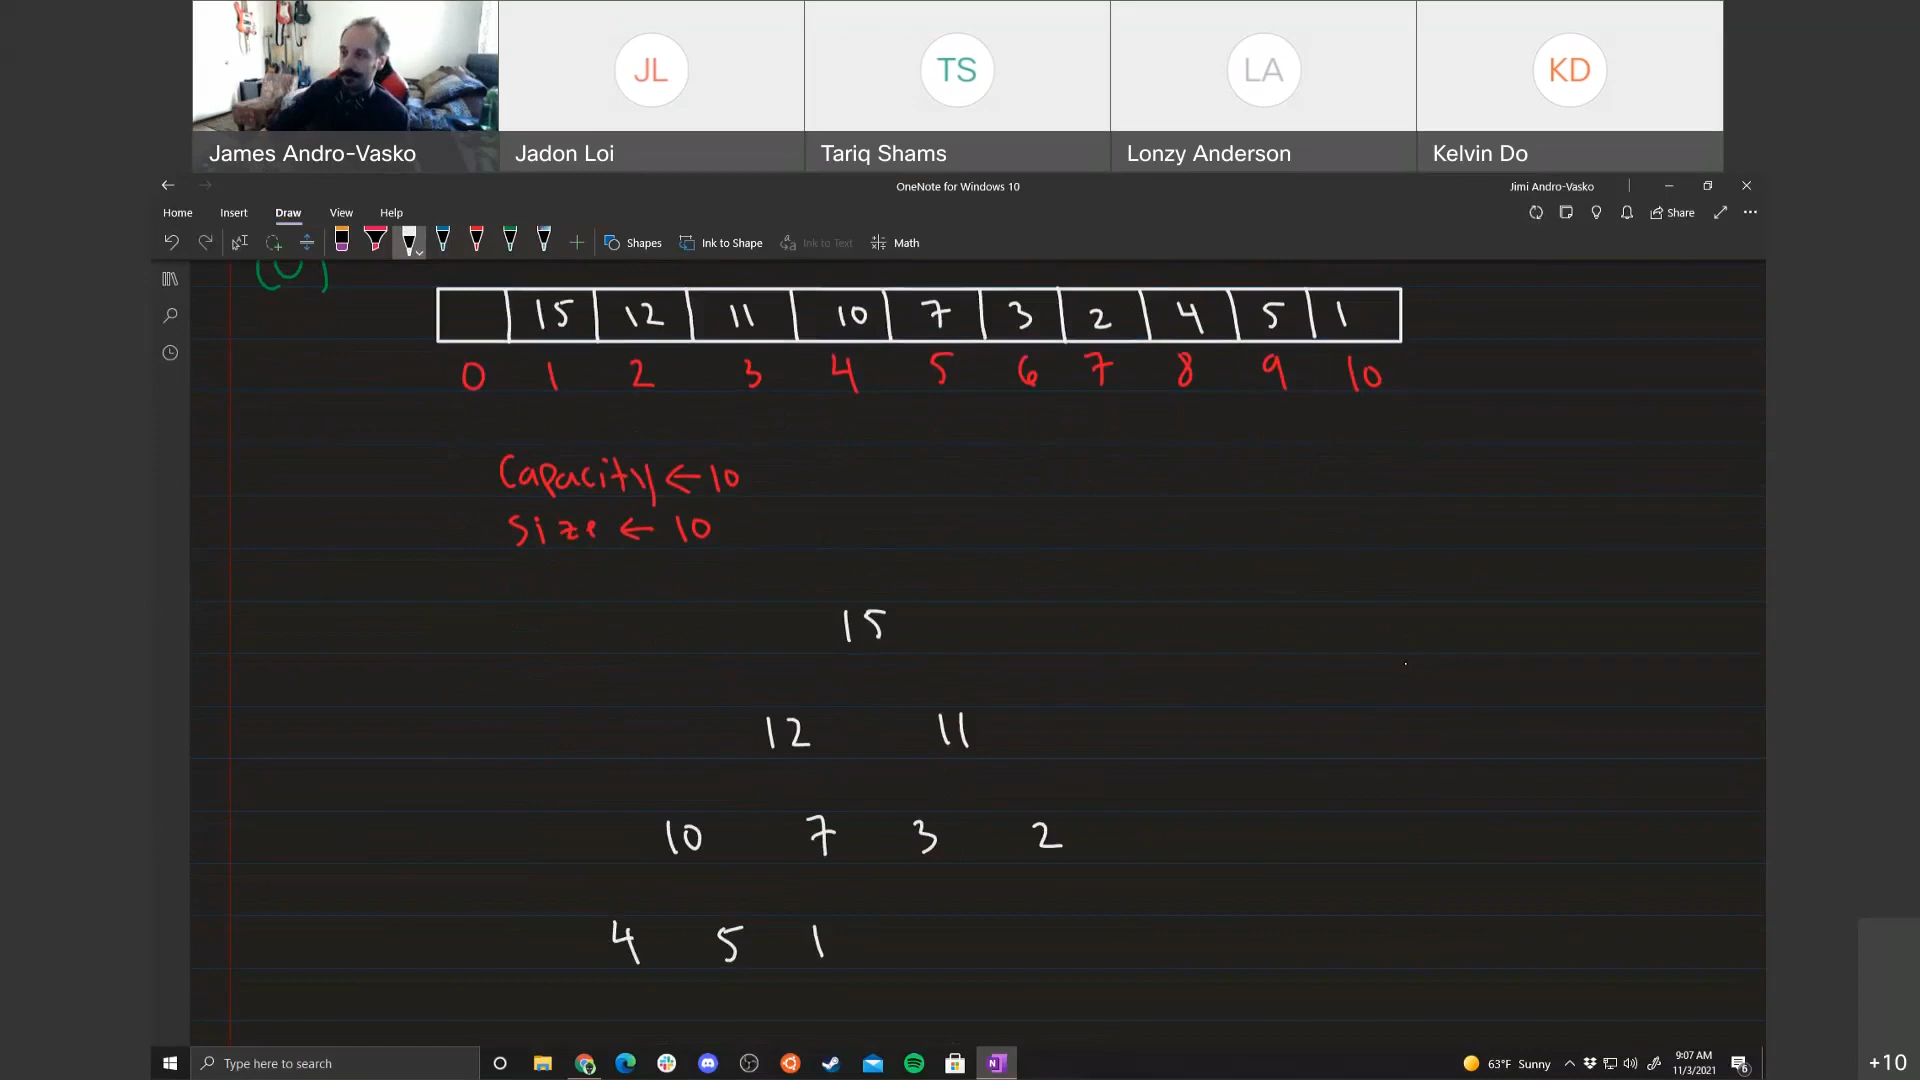 JL
TS
LA
KD
James Andro-Vasko
Jadon Loi
Tariq Shams
Lonzy Anderson
Kelvin Do
OneNote for Windows 10
Jimi Andro-Vasko
Home Insert Draw View Help
Share
Shapes Ink to Shape Ink to Text Math
15 12 11 10 7 3 2 4 5 1
0 1 2 3 4 5 6 7 8 9 10
Capacity ← 10
Size ← 10
15
12 11
10 7 3 2
4 5 1
Type here to search
63°F Sunny
9:07 AM
11/3/2021
6
+10